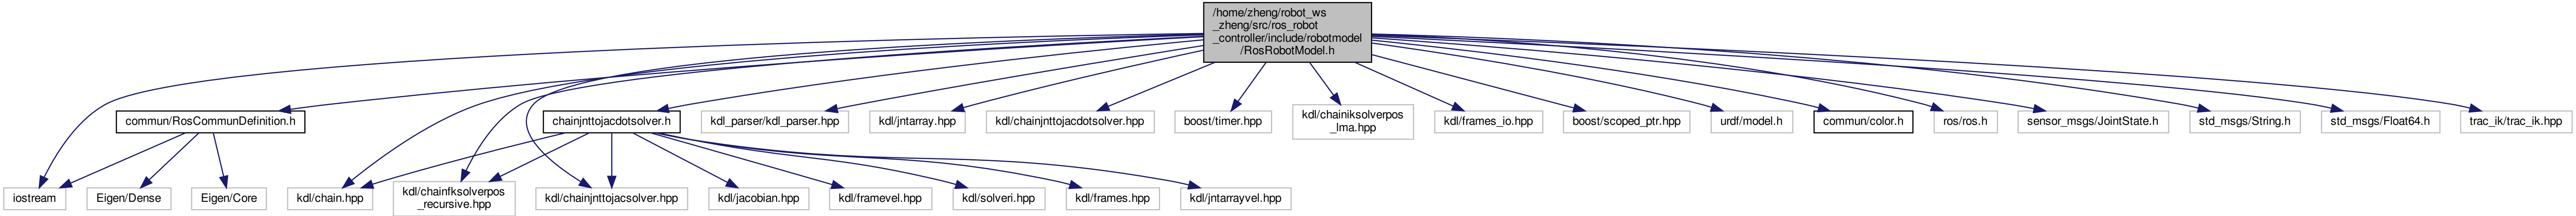 /home/zheng/robot_ws
_zheng/src/ros_robot
_controller/include/robotmodel
/RosRobotModel.h
commun/RosCommunDefinition.h
chainjnttojacdotsolver.h
kdl_parser/kdl_parser.hpp
kdl/jntarray.hpp
kdl/chainjnttojacdotsolver.hpp
boost/timer.hpp
kdl/chainiksolverpos
_lma.hpp
kdl/frames_io.hpp
boost/scoped_ptr.hpp
urdf/model.h
commun/color.h
ros/ros.h
sensor_msgs/JointState.h
std_msgs/String.h
std_msgs/Float64.h
trac_ik/trac_ik.hpp
iostream
Eigen/Dense
Eigen/Core
kdl/chain.hpp
kdl/chainfksolverpos
_recursive.hpp
kdl/chainjnttojacsolver.hpp
kdl/jacobian.hpp
kdl/framevel.hpp
kdl/solveri.hpp
kdl/frames.hpp
kdl/jntarrayvel.hpp